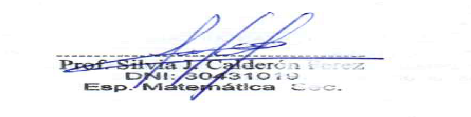 Prof. Silvia J. Calderón Perez
DNI: 30431019
Esp. Matemática Sec.